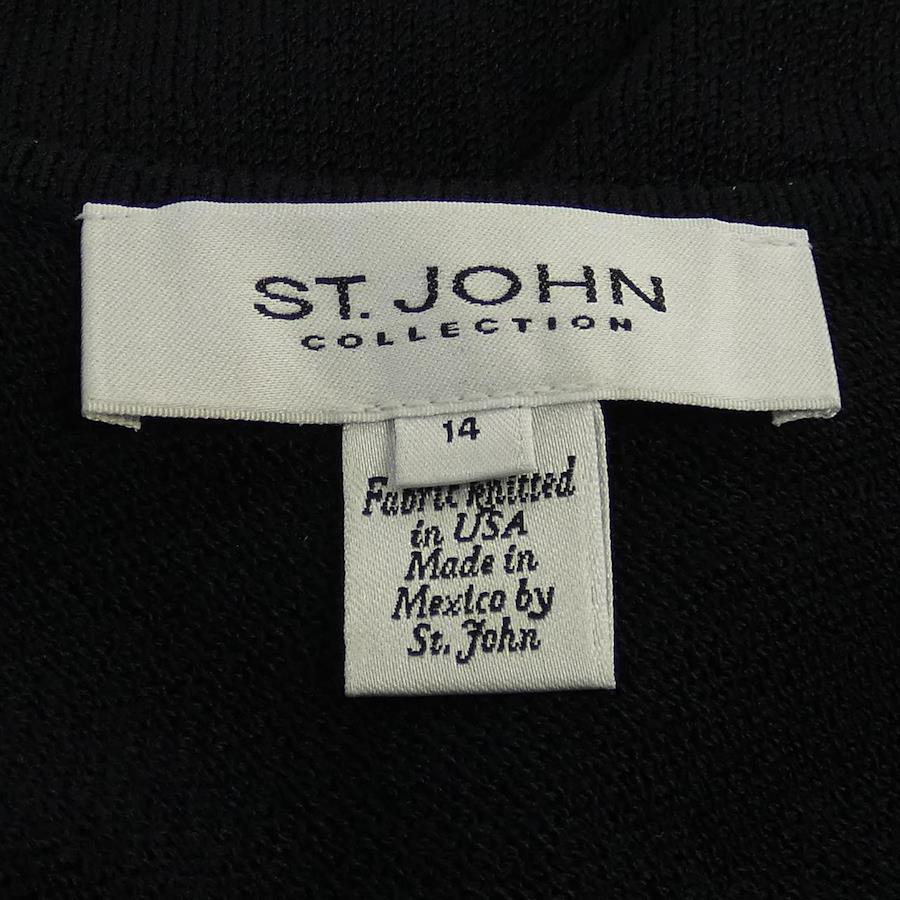 ST. JOHN
COLLECTION
14
Fabric knitted
in USA
Made in
Mexico by
St. John